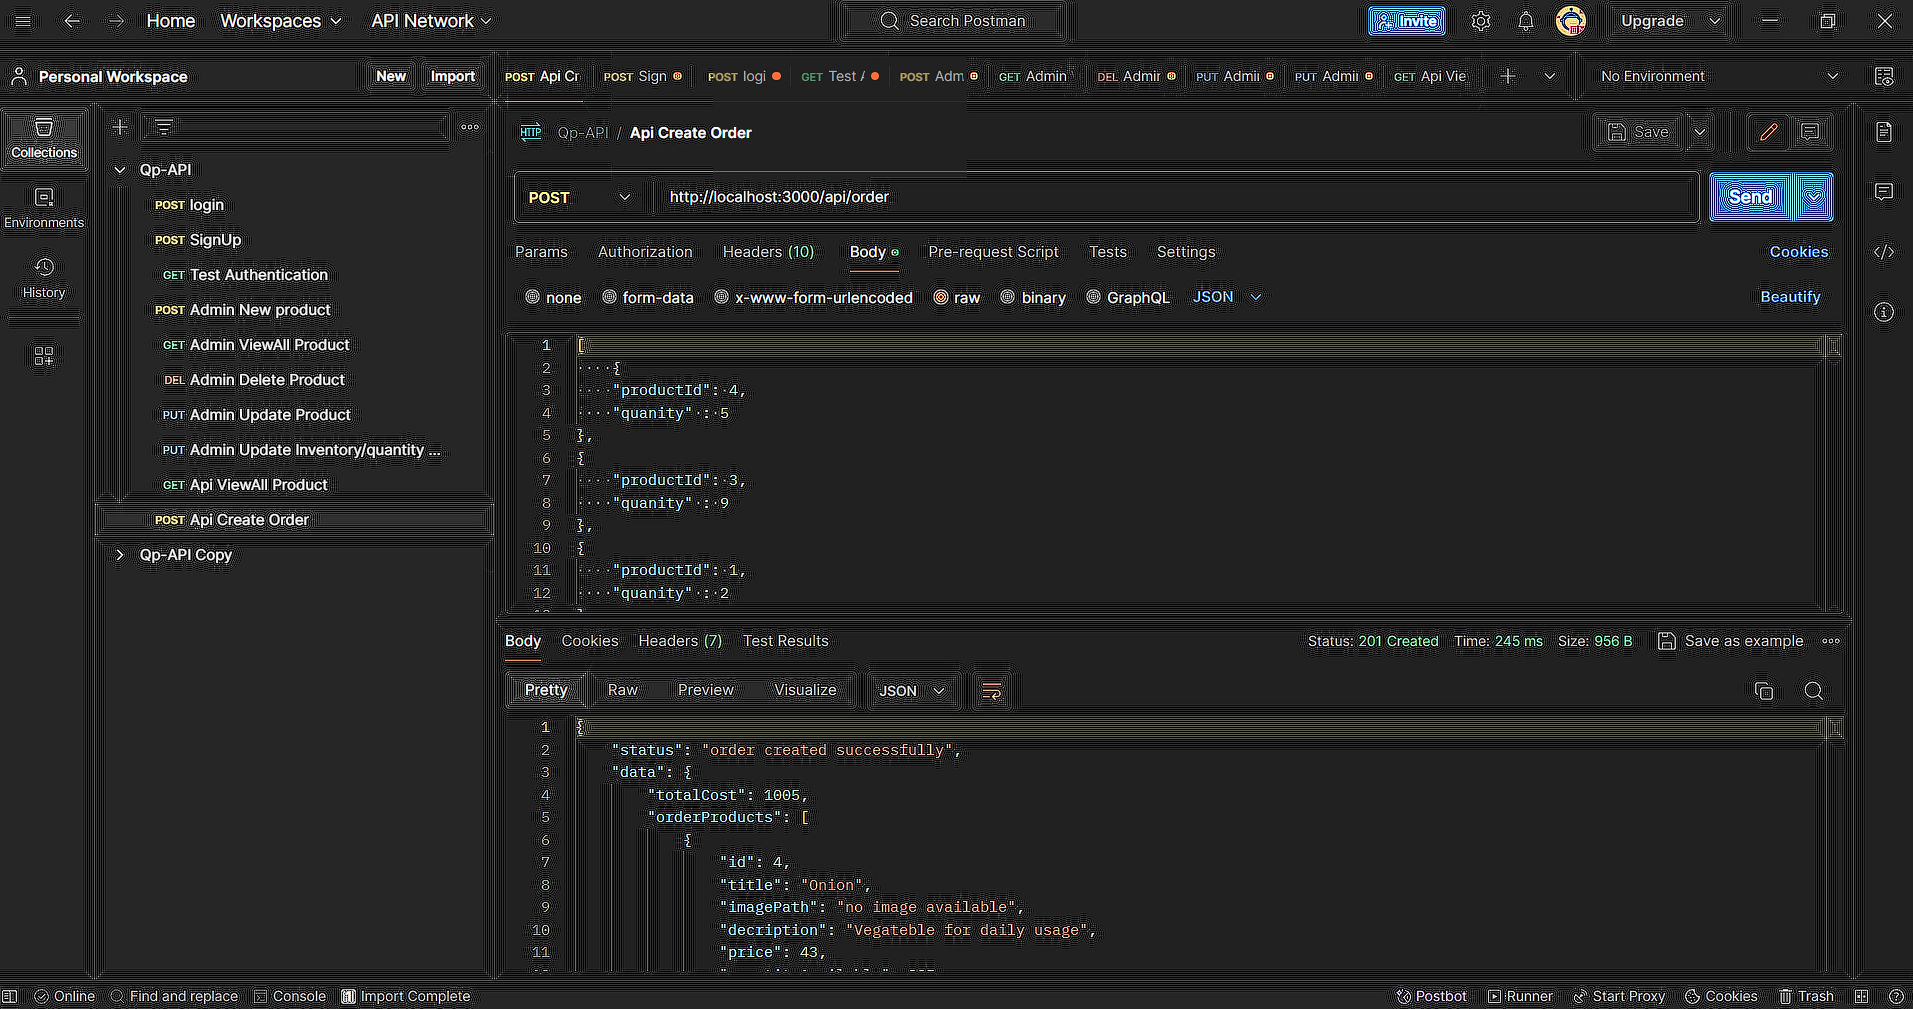 Home Workspaces API Network Search Postman Invite Upgrade
Personal Workspace New Import
POST Api Cr POST Sign POST logi GET Test / POST Adm GET Admin DEL Admir PUT Admii PUT Admii GET Api Vie No Environment
Collections
Environments
History
Qp-API
POST login
POST SignUp
GET Test Authentication
POST Admin New product
GET Admin ViewAll Product
DEL Admin Delete Product
PUT Admin Update Product
PUT Admin Update Inventory/quantity ...
GET Api ViewAll Product
POST Api Create Order
Qp-API Copy
HTTP Qp-API / Api Create Order Save
POST http://localhost:3000/api/order Send
Params Authorization Headers (10) Body Pre-request Script Tests Settings Cookies
none form-data x-www-form-urlencoded raw binary GraphQL JSON Beautify
1 [
2 ····{
3 ····"productId":·4,
4 ····"quanity"·:·5
5 },
6 {
7 ····"productId":·3,
8 ····"quanity"·:·9
9 },
10 {
11 ····"productId":·1,
12 ····"quanity"·:·2
Body Cookies Headers (7) Test Results Status: 201 Created Time: 245 ms Size: 956 B Save as example
Pretty Raw Preview Visualize JSON
1 {
2 "status": "order created successfully",
3 "data": {
4 "totalCost": 1005,
5 "orderProducts": [
6 {
7 "id": 4,
8 "title": "Onion",
9 "imagePath": "no image available",
10 "decription": "Vegateble for daily usage",
11 "price": 43,
Online Find and replace Console Import Complete Postbot Runner Start Proxy Cookies Trash